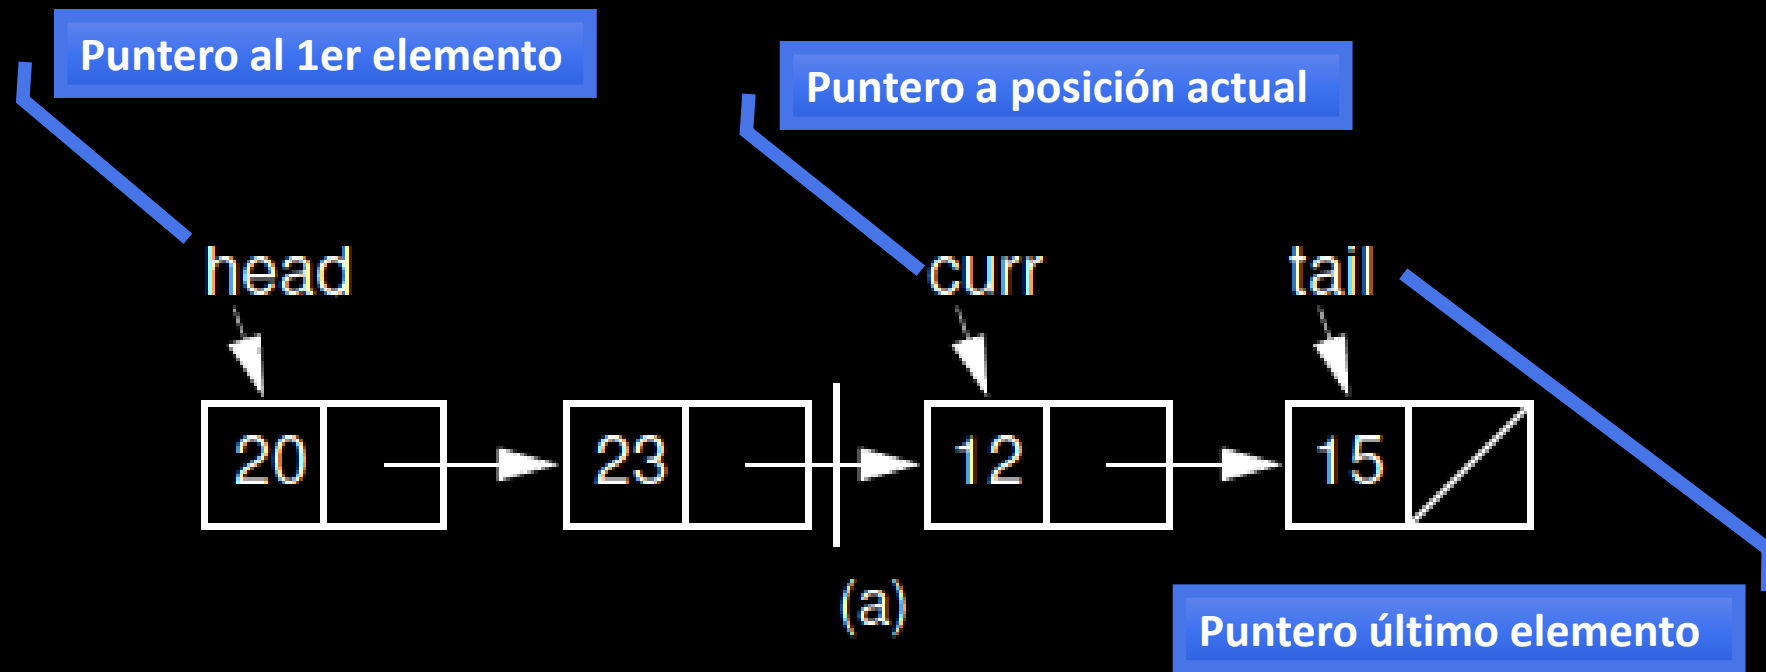 Puntero al 1er elemento
Puntero a posición actual
head
curr
tail
20
23
12
15
(a)
Puntero último elemento